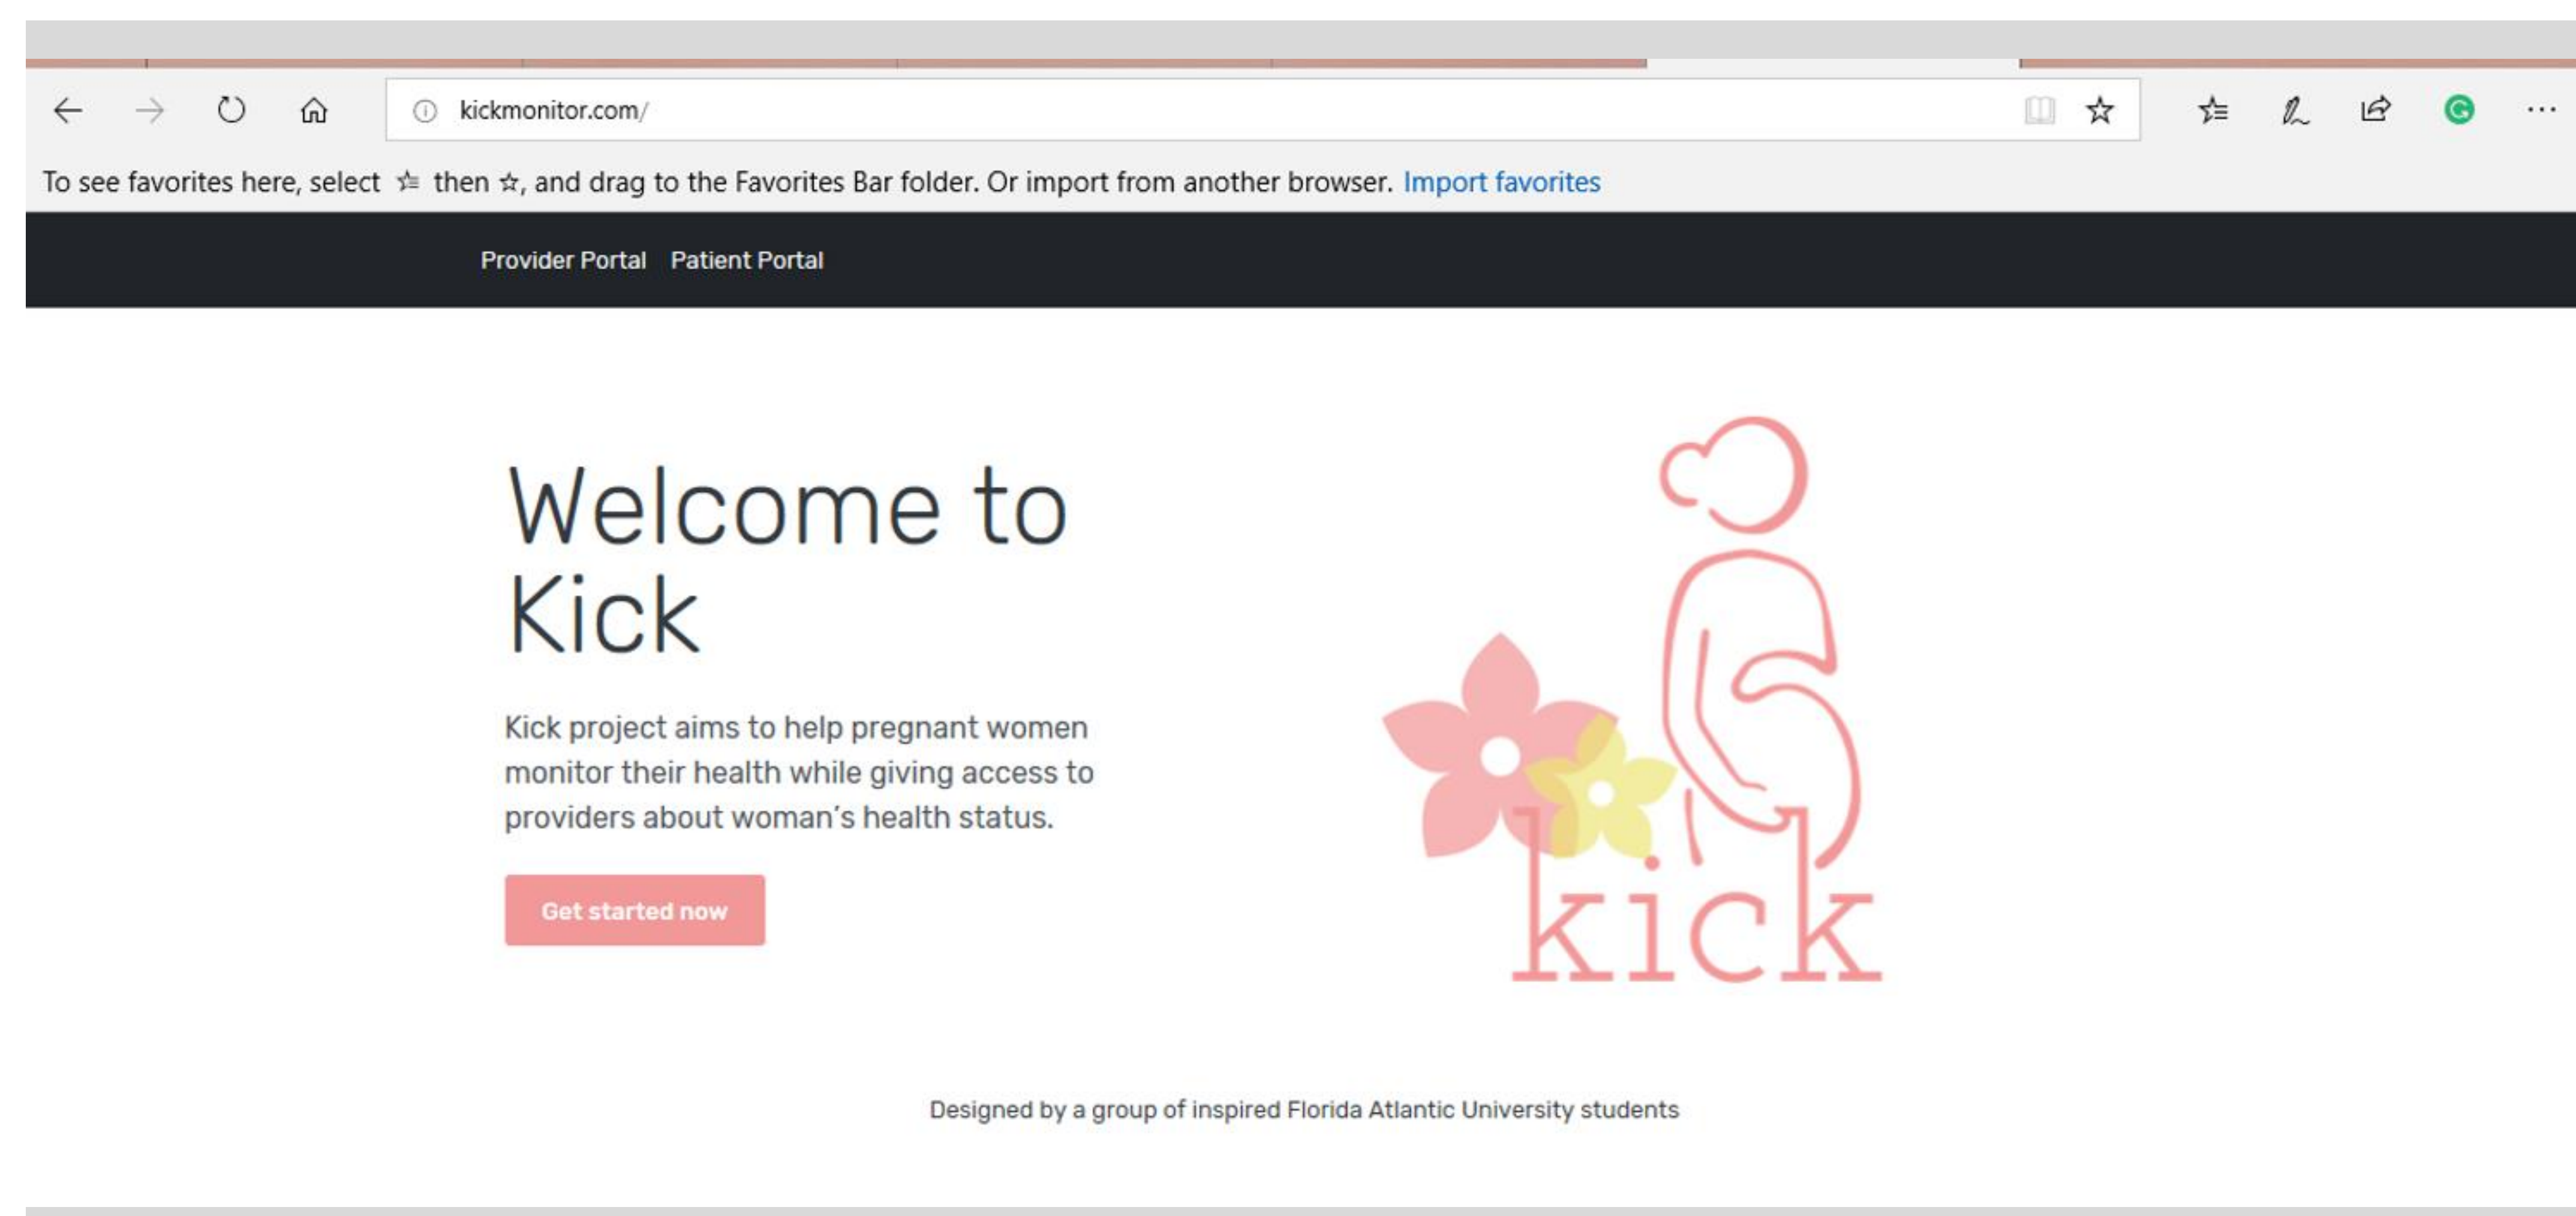 kickmonitor.com/
To see favorites here, select then , and drag to the Favorites Bar folder. Or import from another browser. Import favorites
Provider Portal Patient Portal
Welcome to
Kick
Kick project aims to help pregnant women
monitor their health while giving access to
providers about woman's health status.
Get started now
kick
Designed by a group of inspired Florida Atlantic University students